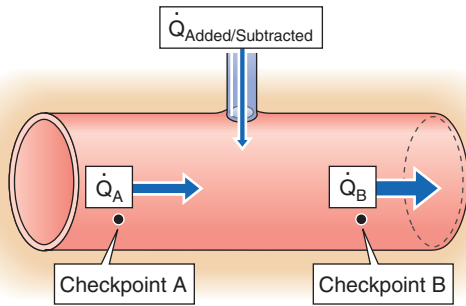 Q̇Added/Subtracted
Q̇A
Q̇B
Checkpoint A
Checkpoint B